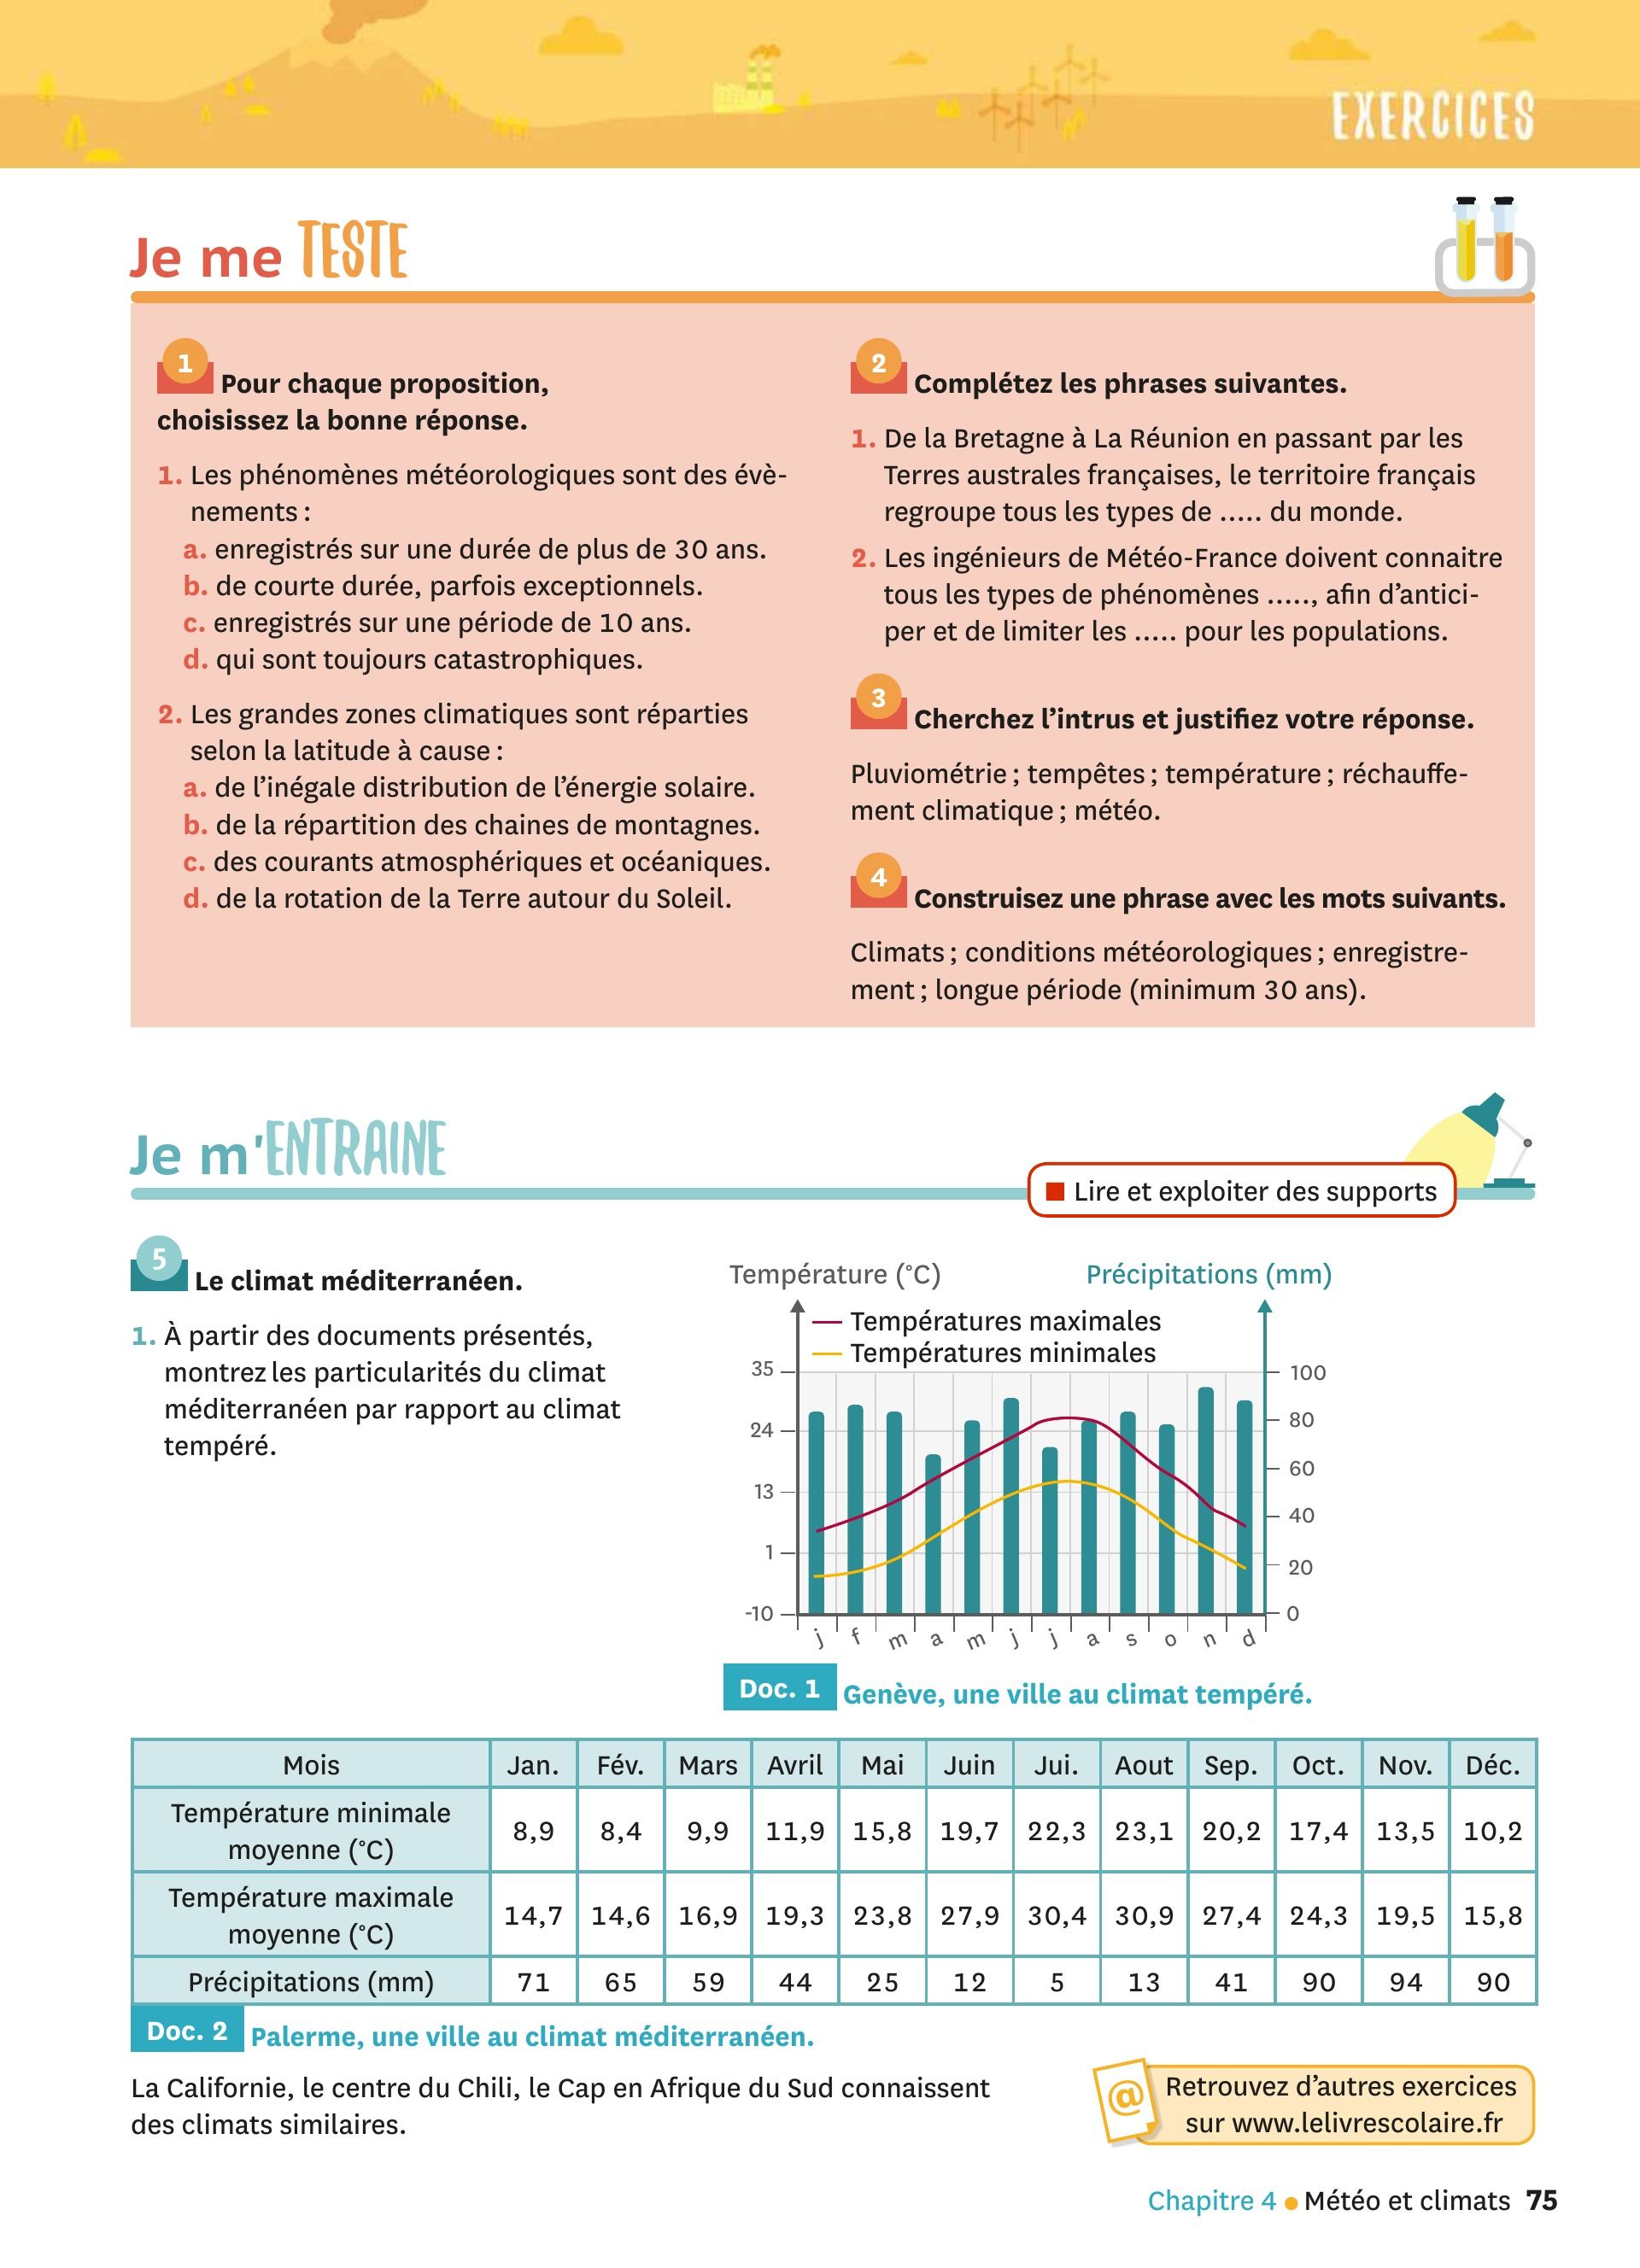 EXERCICES
Je me TESTE
1 Pour chaque proposition,
choisissez la bonne réponse.
1. Les phénomènes météorologiques sont des évè-
nements :
a. enregistrés sur une durée de plus de 30 ans.
b. de courte durée, parfois exceptionnels.
c. enregistrés sur une période de 10 ans.
d. qui sont toujours catastrophiques.
2. Les grandes zones climatiques sont réparties
selon la latitude à cause :
a. de l’inégale distribution de l’énergie solaire.
b. de la répartition des chaines de montagnes.
c. des courants atmosphériques et océaniques.
d. de la rotation de la Terre autour du Soleil.
2 Complétez les phrases suivantes.
1. De la Bretagne à La Réunion en passant par les
Terres australes françaises, le territoire français
regroupe tous les types de ..... du monde.
2. Les ingénieurs de Météo-France doivent connaitre
tous les types de phénomènes ....., afin d’antici-
per et de limiter les ..... pour les populations.
3 Cherchez l’intrus et justifiez votre réponse.
Pluviométrie ; tempêtes ; température ; réchauffe-
ment climatique ; météo.
4 Construisez une phrase avec les mots suivants.
Climats ; conditions météorologiques ; enregistre-
ment ; longue période (minimum 30 ans).
Je m'ENTRAINE
Lire et exploiter des supports
5 Le climat méditerranéen.
1. À partir des documents présentés,
montrez les particularités du climat
méditerranéen par rapport au climat
tempéré.
Température (°C) Précipitations (mm)
Températures maximales
Températures minimales
35 100
24 80
13 60
1 40
-10 20
0
j f m a m j j a s o n d
Doc. 1 Genève, une ville au climat tempéré.
Mois Jan. Fév. Mars Avril Mai Juin Jui. Aout Sep. Oct. Nov. Déc.
Température minimale
moyenne (°C) 8,9 8,4 9,9 11,9 15,8 19,7 22,3 23,1 20,2 17,4 13,5 10,2
Température maximale
moyenne (°C) 14,7 14,6 16,9 19,3 23,8 27,9 30,4 30,9 27,4 24,3 19,5 15,8
Précipitations (mm) 71 65 59 44 25 12 5 13 41 90 94 90
Doc. 2 Palerme, une ville au climat méditerranéen.
La Californie, le centre du Chili, le Cap en Afrique du Sud connaissent
des climats similaires.
@ Retrouvez d’autres exercices
sur www.lelivrescolaire.fr
Chapitre 4 • Météo et climats 75